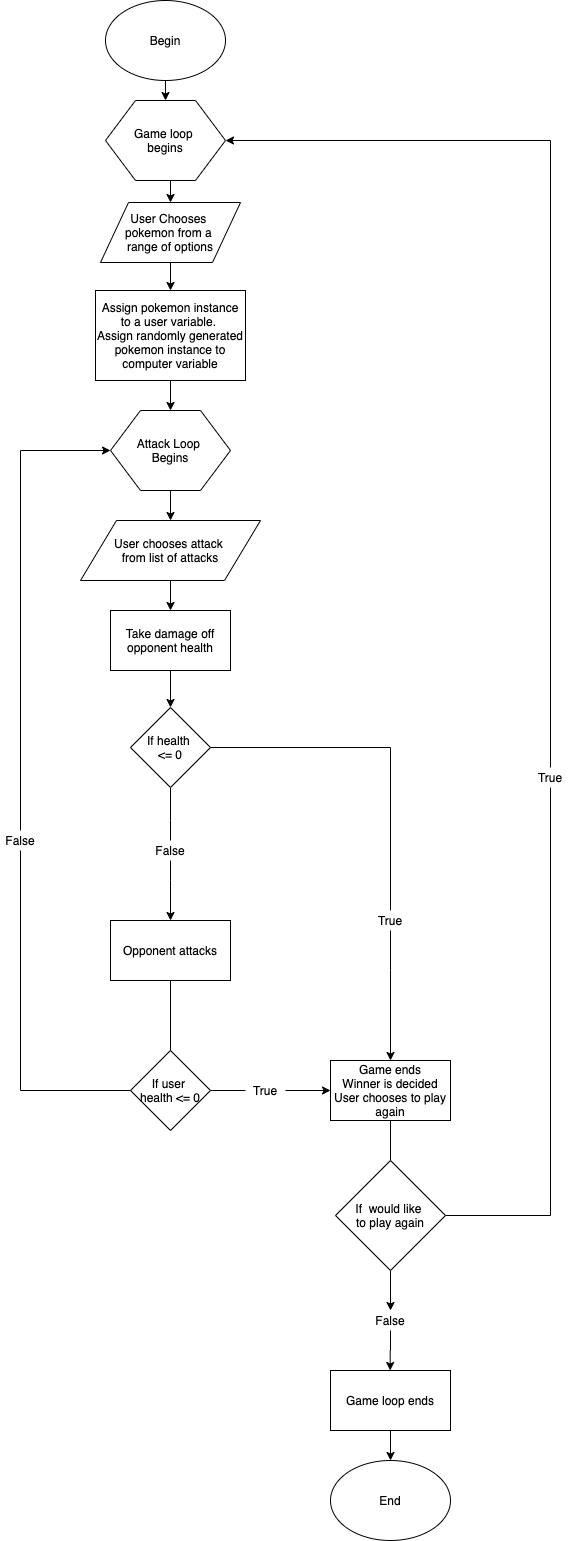 Begin
Game loop
begins
User Chooses
pokemon from a
range of options
Assign pokemon instance
to a user variable.
Assign randomly generated
pokemon instance to
computer variable
Attack Loop
Begins
User chooses attack
from list of attacks
Take damage off
opponent health
If health
<= 0
True
False
False
True
Opponent attacks
If user
health <= 0
True
Game ends
Winner is decided
User chooses to play
again
If would like
to play again
False
Game loop ends
End